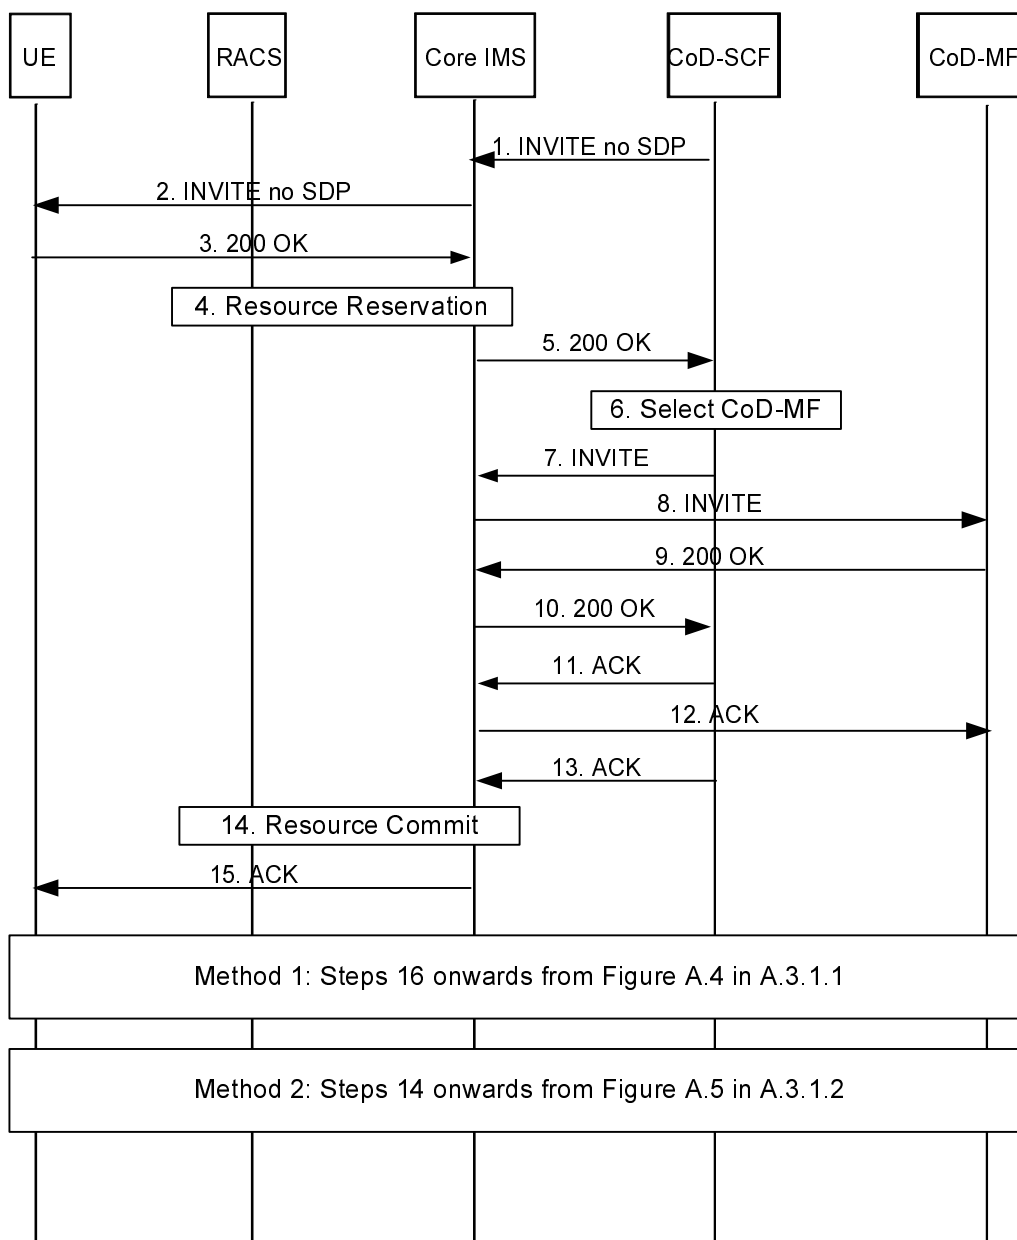 UE
RACS
Core IMS
CoD-SCF
CoD-MF
1. INVITE no SDP
2. INVITE no SDP
3. 200 OK
4. Resource Reservation
5. 200 OK
6. Select CoD-MF
7. INVITE
8. INVITE
9. 200 OK
10. 200 OK
11. ACK
12. ACK
13. ACK
14. Resource Commit
15. ACK
Method 1: Steps 16 onwards from Figure A.4 in A.3.1.1
Method 2: Steps 14 onwards from Figure A.5 in A.3.1.2